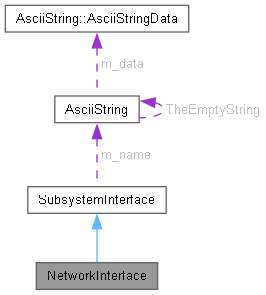 AsciiString::AsciiStringData
m_data
AsciiString
TheEmptyString
m_name
SubsystemInterface
NetworkInterface